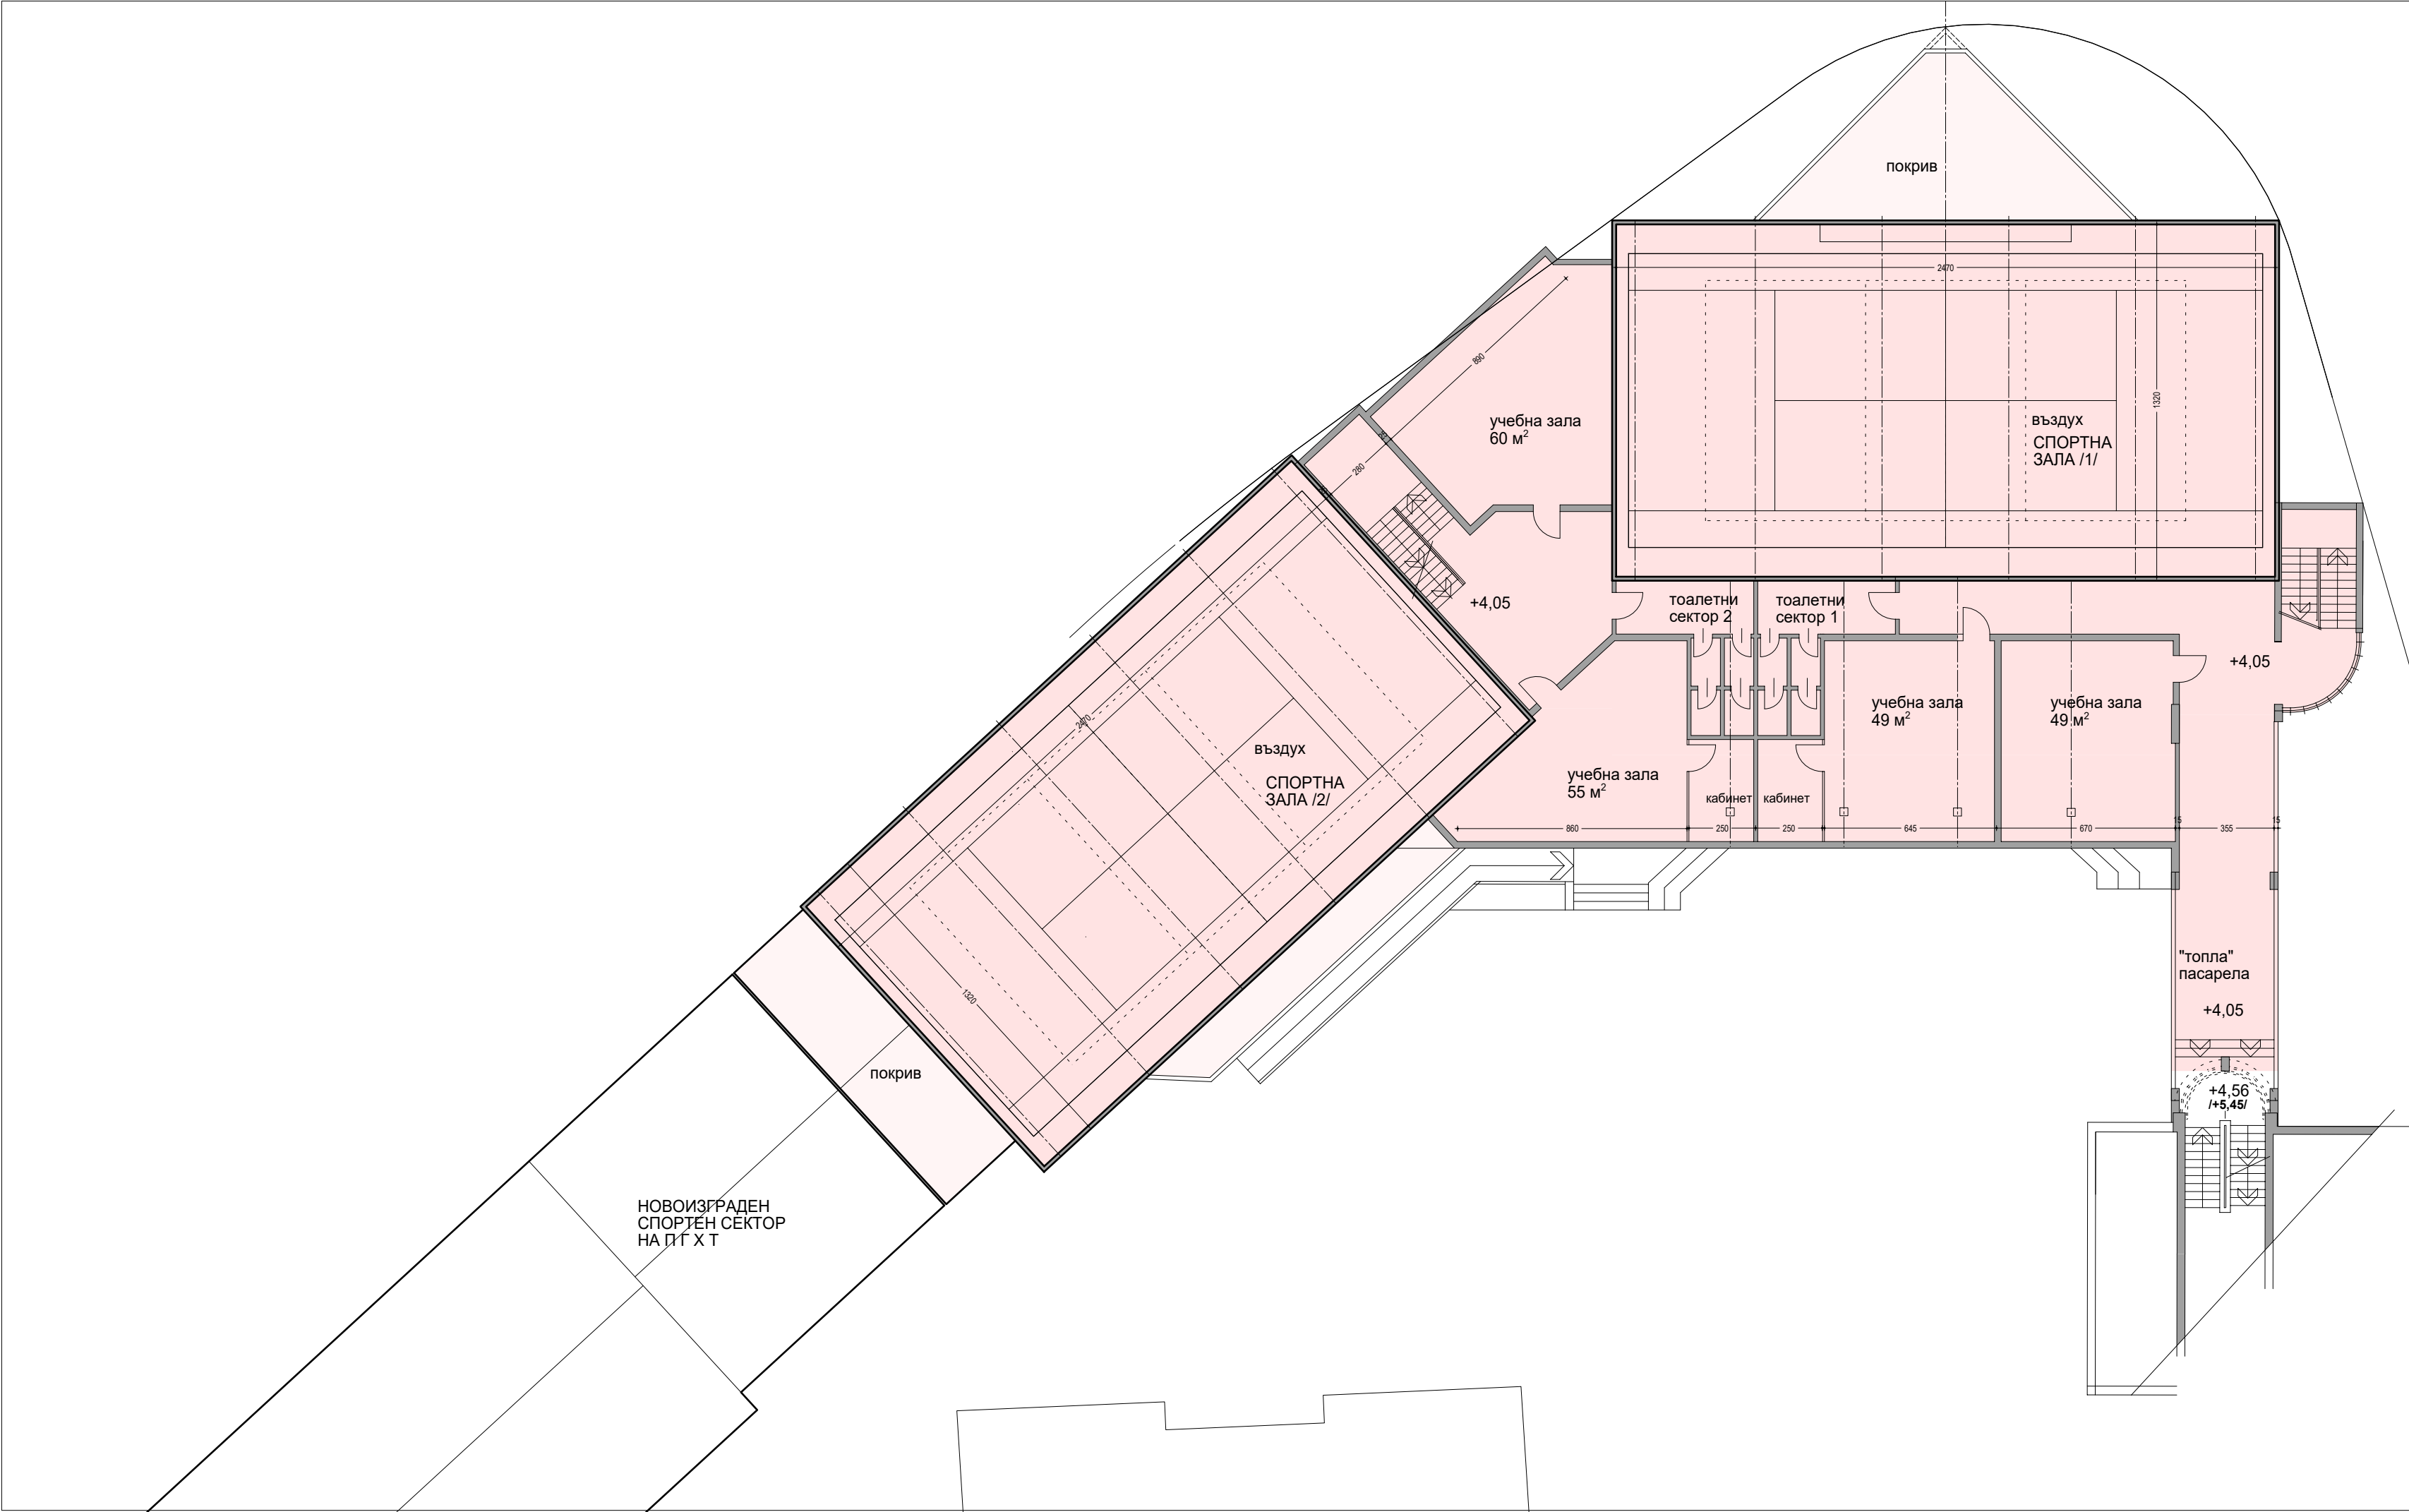 покрив
2470
890
1320
учебна зала
60 м²
въздух
СПОРТНА
ЗАЛА /1/
280
+4,05
тоалетни
сектор 2
тоалетни
сектор 1
+4,05
учебна зала
49 м²
учебна зала
49 м²
2470
въздух
СПОРТНА
ЗАЛА /2/
учебна зала
55 м²
кабинет
кабинет
860
250
250
645
670
15
355
15
"топла"
пасарела
+4,05
1320
покрив
+4,56
/+5,45/
НОВОИЗГРАДЕН
СПОРТЕН СЕКТОР
НА П Г Х Т